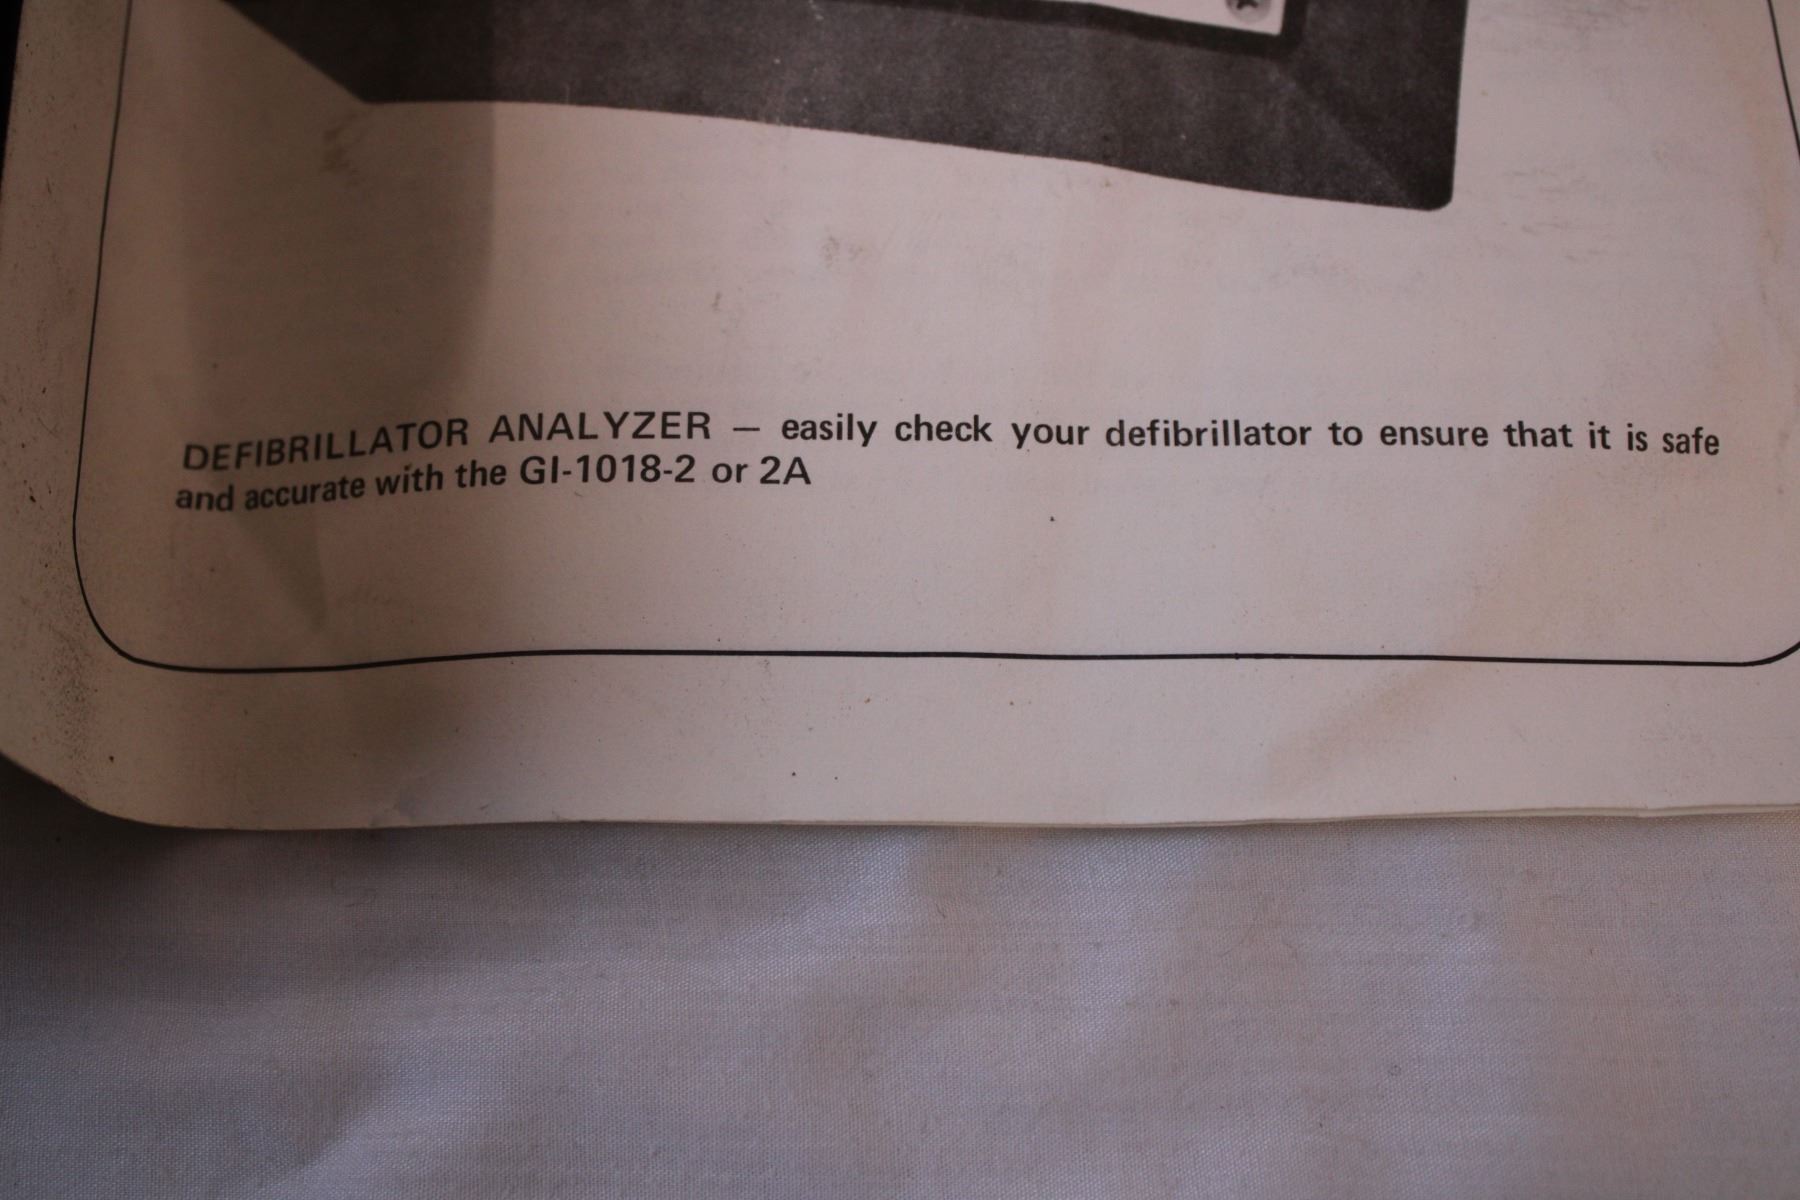 DEFIBRILLATOR ANALYZER — easily check your defibrillator to ensure that it is safe
and accurate with the GI-1018-2 or 2A